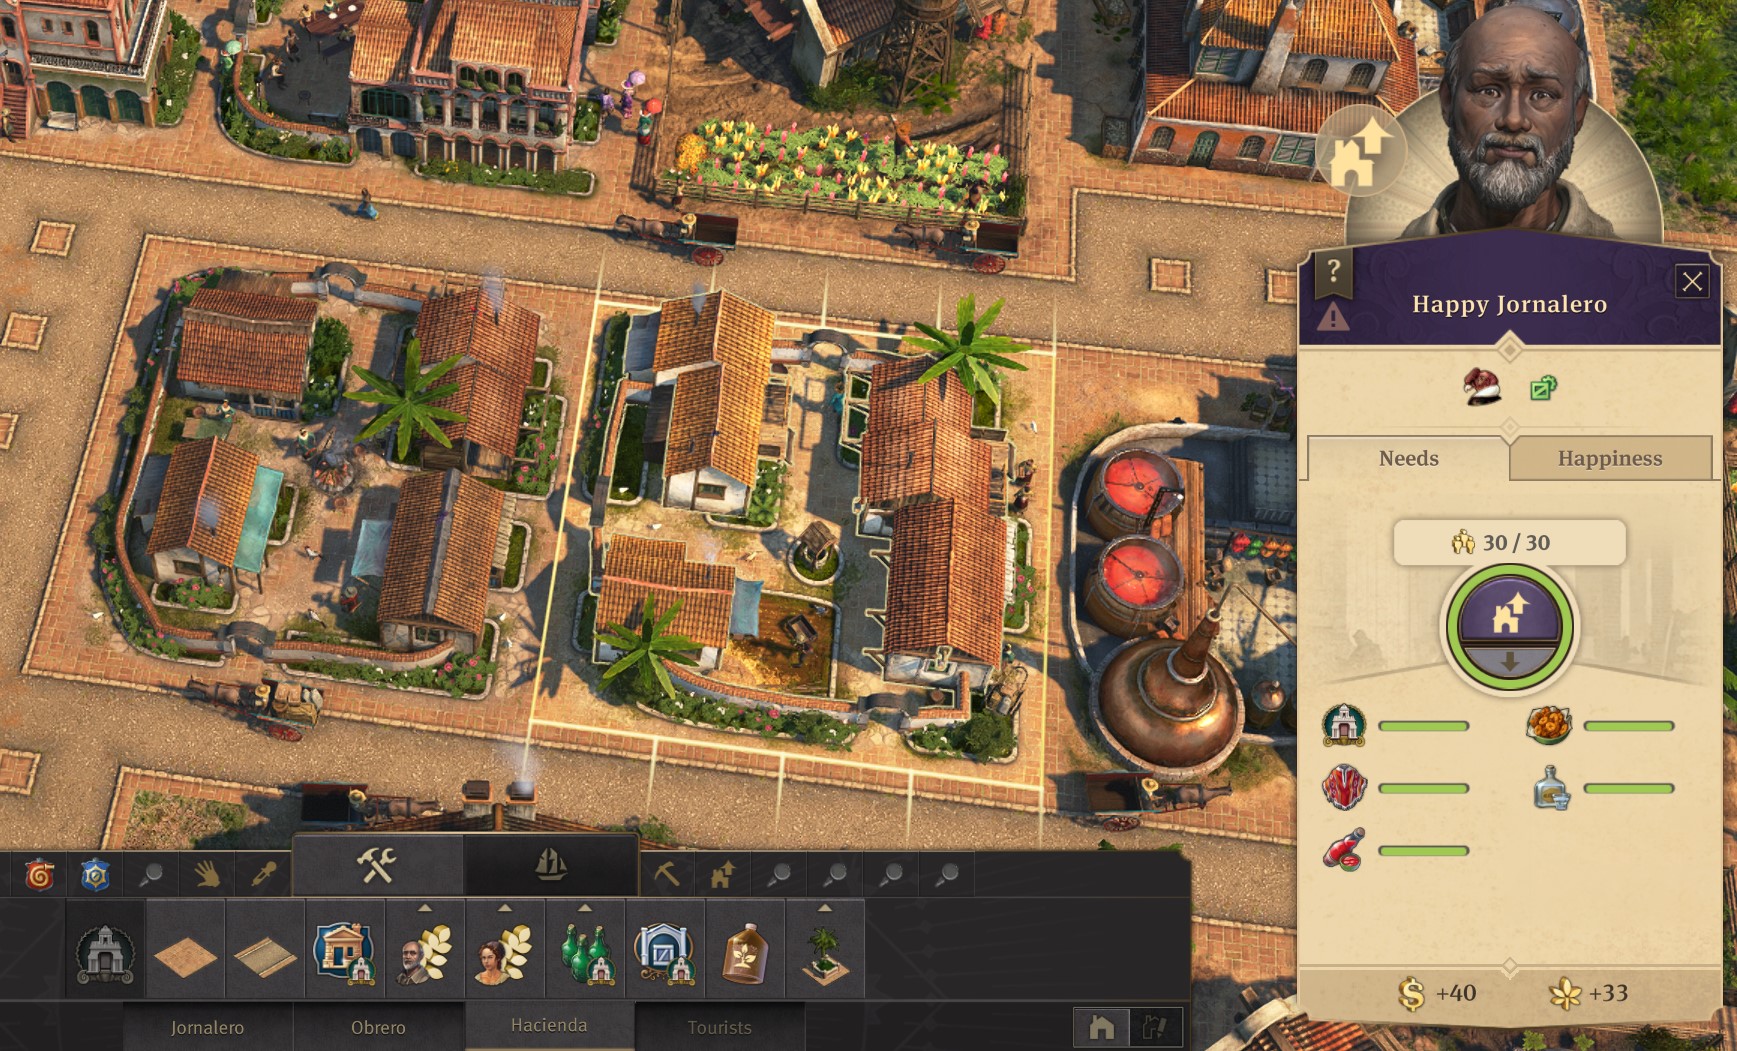 ?
Happy Jornalero
Needs
Happiness
30 / 30
$ +40
+33
Jornalero
Obrero
Hacienda
Tourists